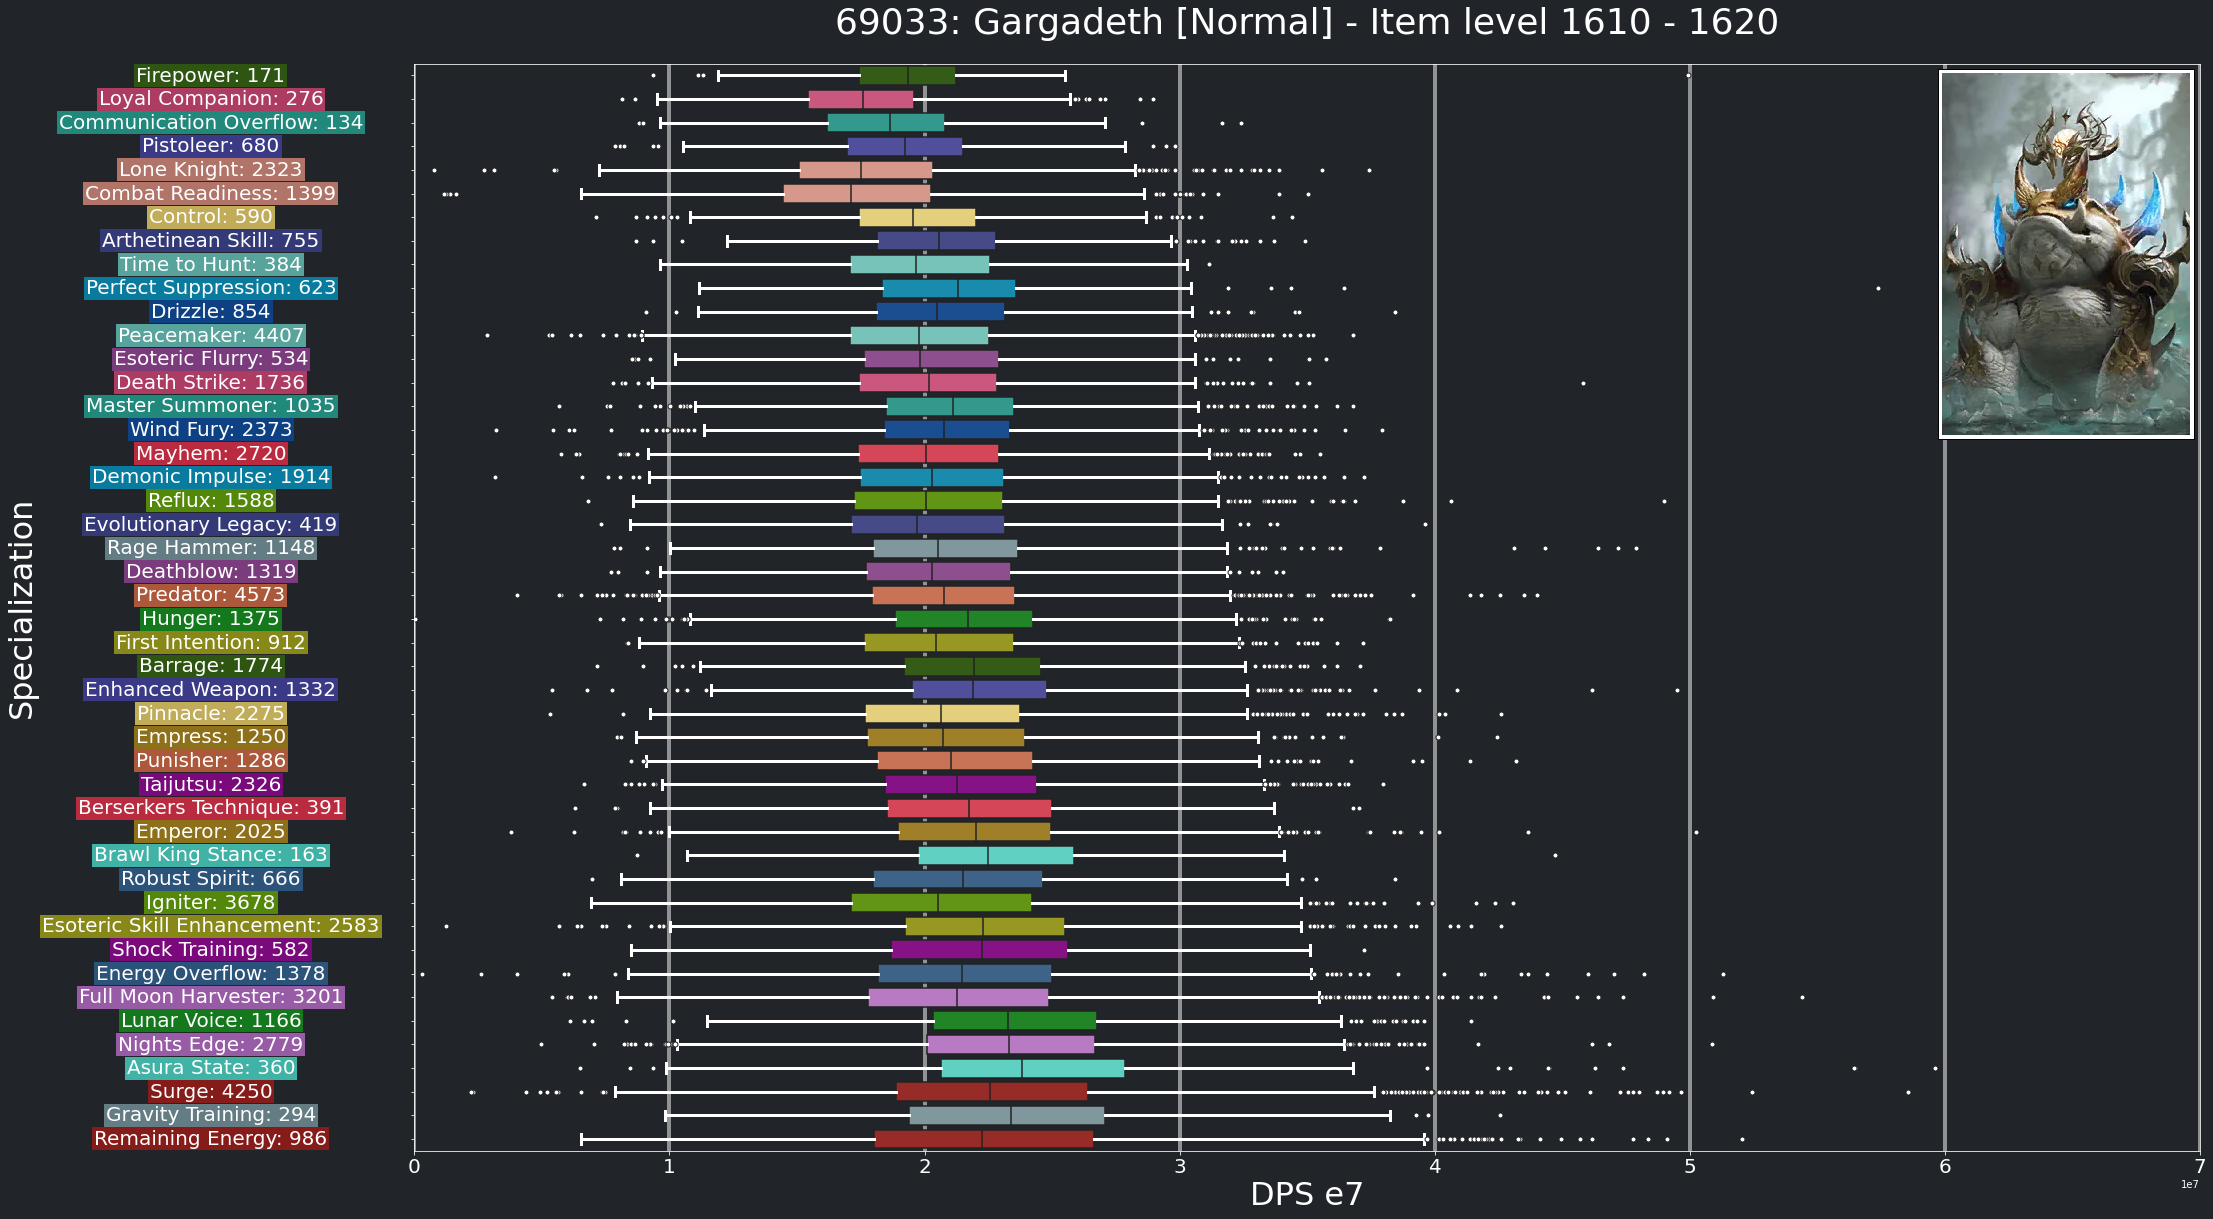 69033: Gargadeth [Normal] - Item level 1610 - 1620
Specialization
Firepower: 171
Loyal Companion: 276
Communication Overflow: 134
Pistoleer: 680
Lone Knight: 2323
Combat Readiness: 1399
Control: 590
Arthetinean Skill: 755
Time to Hunt: 384
Perfect Suppression: 623
Drizzle: 854
Peacemaker: 4407
Esoteric Flurry: 534
Death Strike: 1736
Master Summoner: 1035
Wind Fury: 2373
Mayhem: 2720
Demonic Impulse: 1914
Reflux: 1588
Evolutionary Legacy: 419
Rage Hammer: 1148
Deathblow: 1319
Predator: 4573
Hunger: 1375
First Intention: 912
Barrage: 1774
Enhanced Weapon: 1332
Pinnacle: 2275
Empress: 1250
Punisher: 1286
Taijutsu: 2326
Berserkers Technique: 391
Emperor: 2025
Brawl King Stance: 163
Robust Spirit: 666
Igniter: 3678
Esoteric Skill Enhancement: 2583
Shock Training: 582
Energy Overflow: 1378
Full Moon Harvester: 3201
Lunar Voice: 1166
Nights Edge: 2779
Asura State: 360
Surge: 4250
Gravity Training: 294
Remaining Energy: 986
0 1 2 3 4 5 6 7
1e7
DPS e7